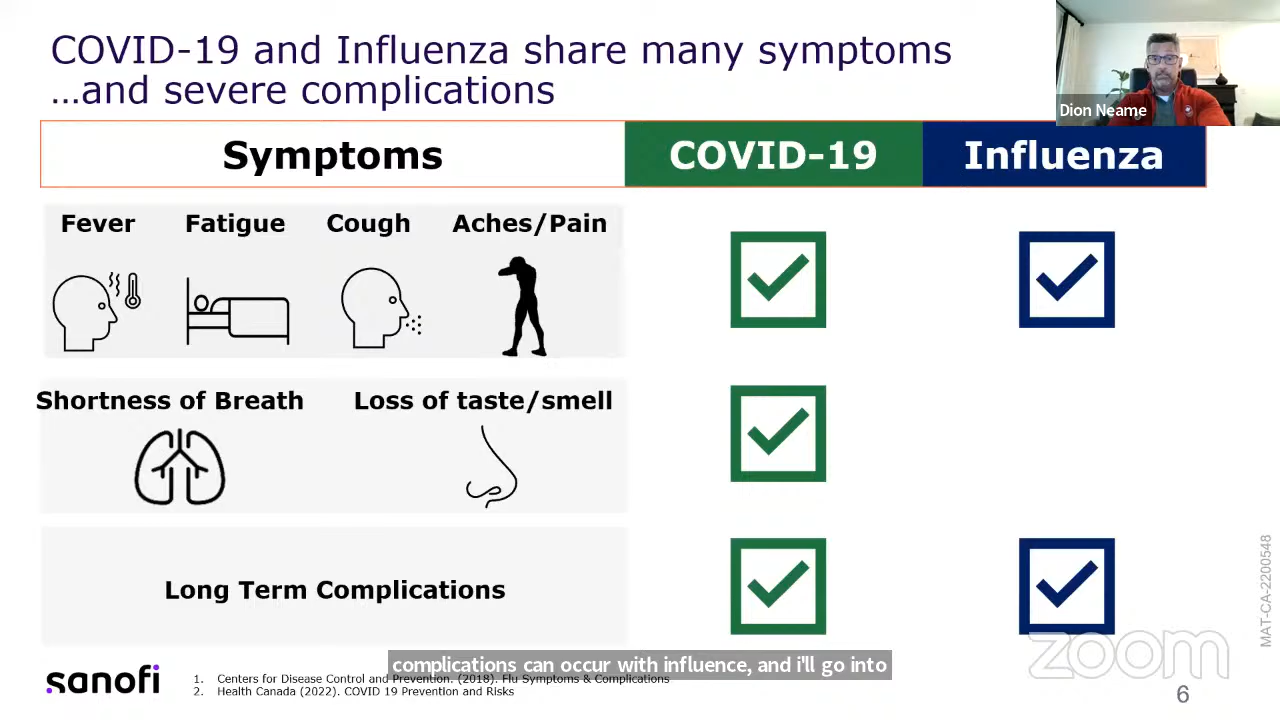 COVID-19 and Influenza share many symptoms
...and severe complications
Dion Neame
Symptoms COVID-19 Influenza
Fever Fatigue Cough Aches/Pain
Shortness of Breath Loss of taste/smell
Long Term Complications
MAT-CA-2200548
zoom
complications can occur with influence, and i'll go into
sanofi
1. Centers for Disease Control and Prevention. (2018). Flu Symptoms & Complications
2. Health Canada (2022). COVID 19 Prevention and Risks
6